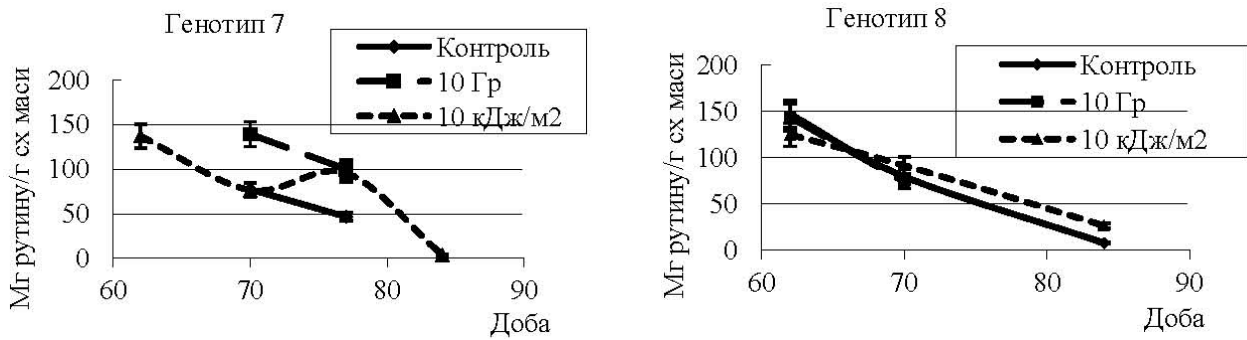 Генотип 7
Контроль
10 Гр
10 кДж/м2
Мг рутину/г сх маси
200
150
100
50
0
60
70
80
90
Доба
Генотип 8
Контроль
10 Гр
10 кДж/м2
Мг рутину/г сх маси
200
150
100
50
0
60
70
80
90
Доба